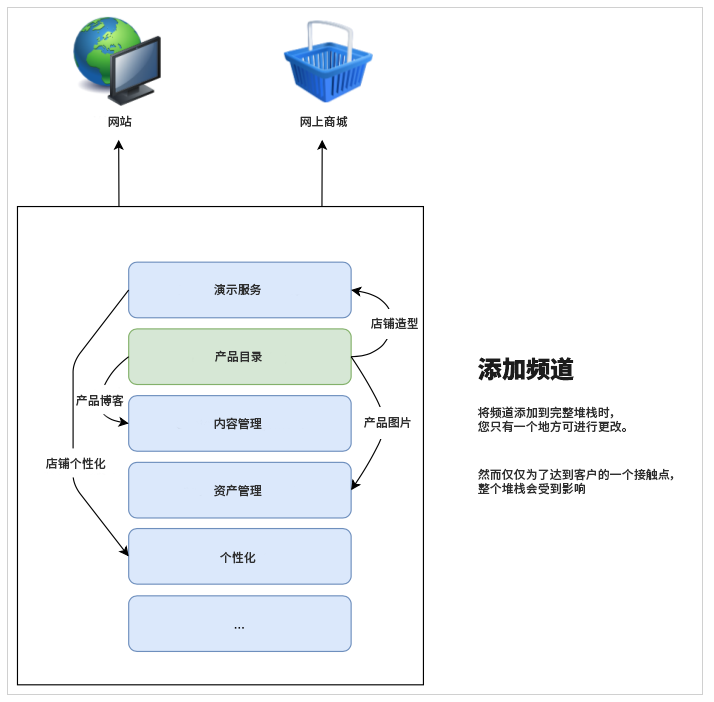 网站
网上商城
演示服务
店铺造型
产品目录
产品博客
内容管理
产品图片
店铺个性化
资产管理
个性化
...
添加频道
将频道添加到完整堆栈时，
您只有一个地方可进行更改。
然而仅仅为了达到客户的一个接触点，
整个堆栈会受到影响